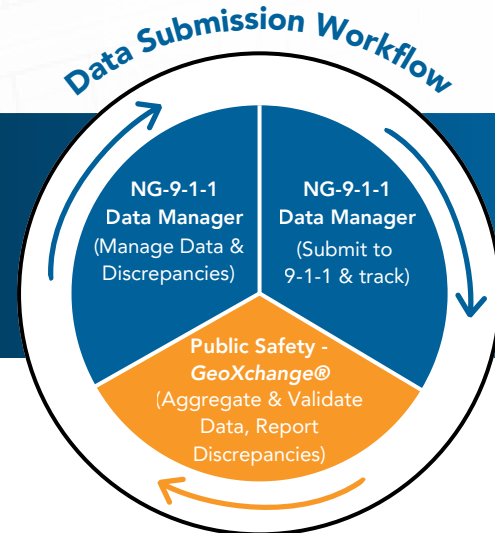 Data Submission Workflow
NG-9-1-1
Data Manager
(Manage Data &
Discrepancies)
NG-9-1-1
Data Manager
(Submit to
9-1-1 & track)
Public Safety -
GeoXchange®
(Aggregate & Validate
Data, Report
Discrepancies)